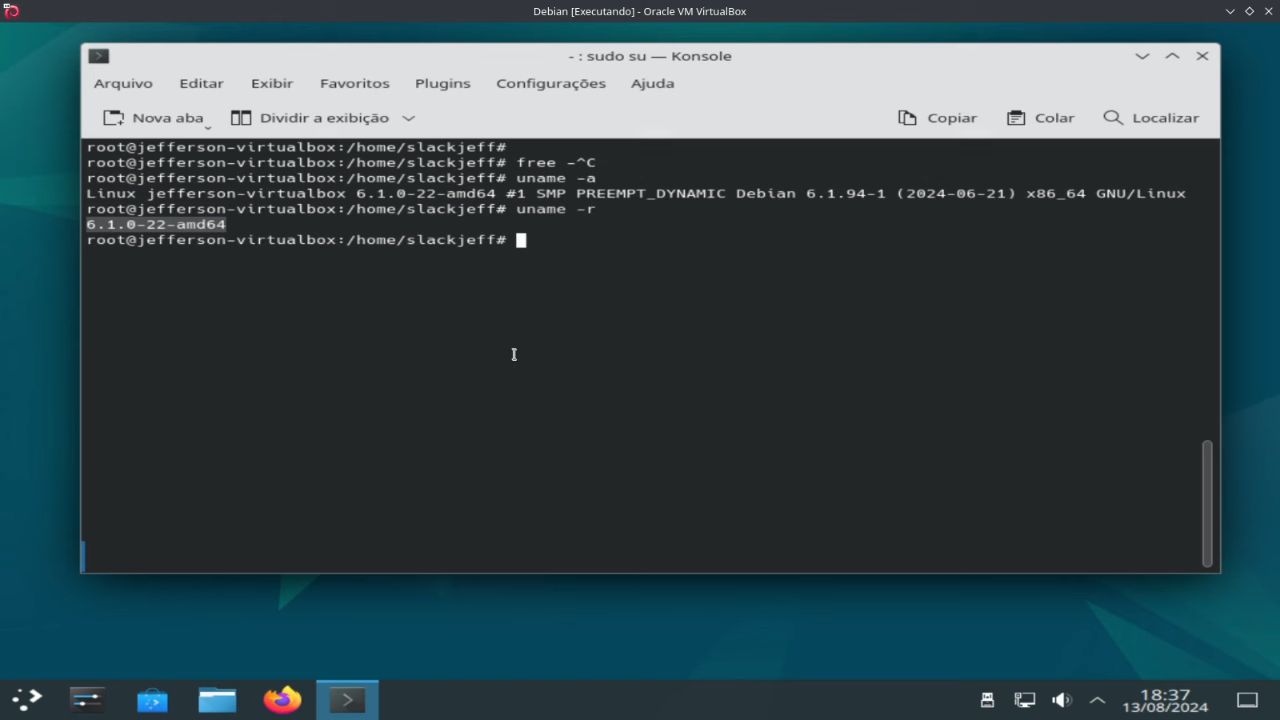 Debian [Executando] - Oracle VM VirtualBox
- : sudo su — Konsole
Arquivo Editar Exibir Favoritos Plugins Configurações Ajuda
Nova aba Dividir a exibição Copiar Colar Localizar
root@jefferson-virtualbox:/home/slackjeff#
root@jefferson-virtualbox:/home/slackjeff# free -^C
root@jefferson-virtualbox:/home/slackjeff# uname -a
Linux jefferson-virtualbox 6.1.0-22-amd64 #1 SMP PREEMPT_DYNAMIC Debian 6.1.94-1 (2024-06-21) x86_64 GNU/Linux
root@jefferson-virtualbox:/home/slackjeff# uname -r
6.1.0-22-amd64
root@jefferson-virtualbox:/home/slackjeff#
18:37
13/08/2024